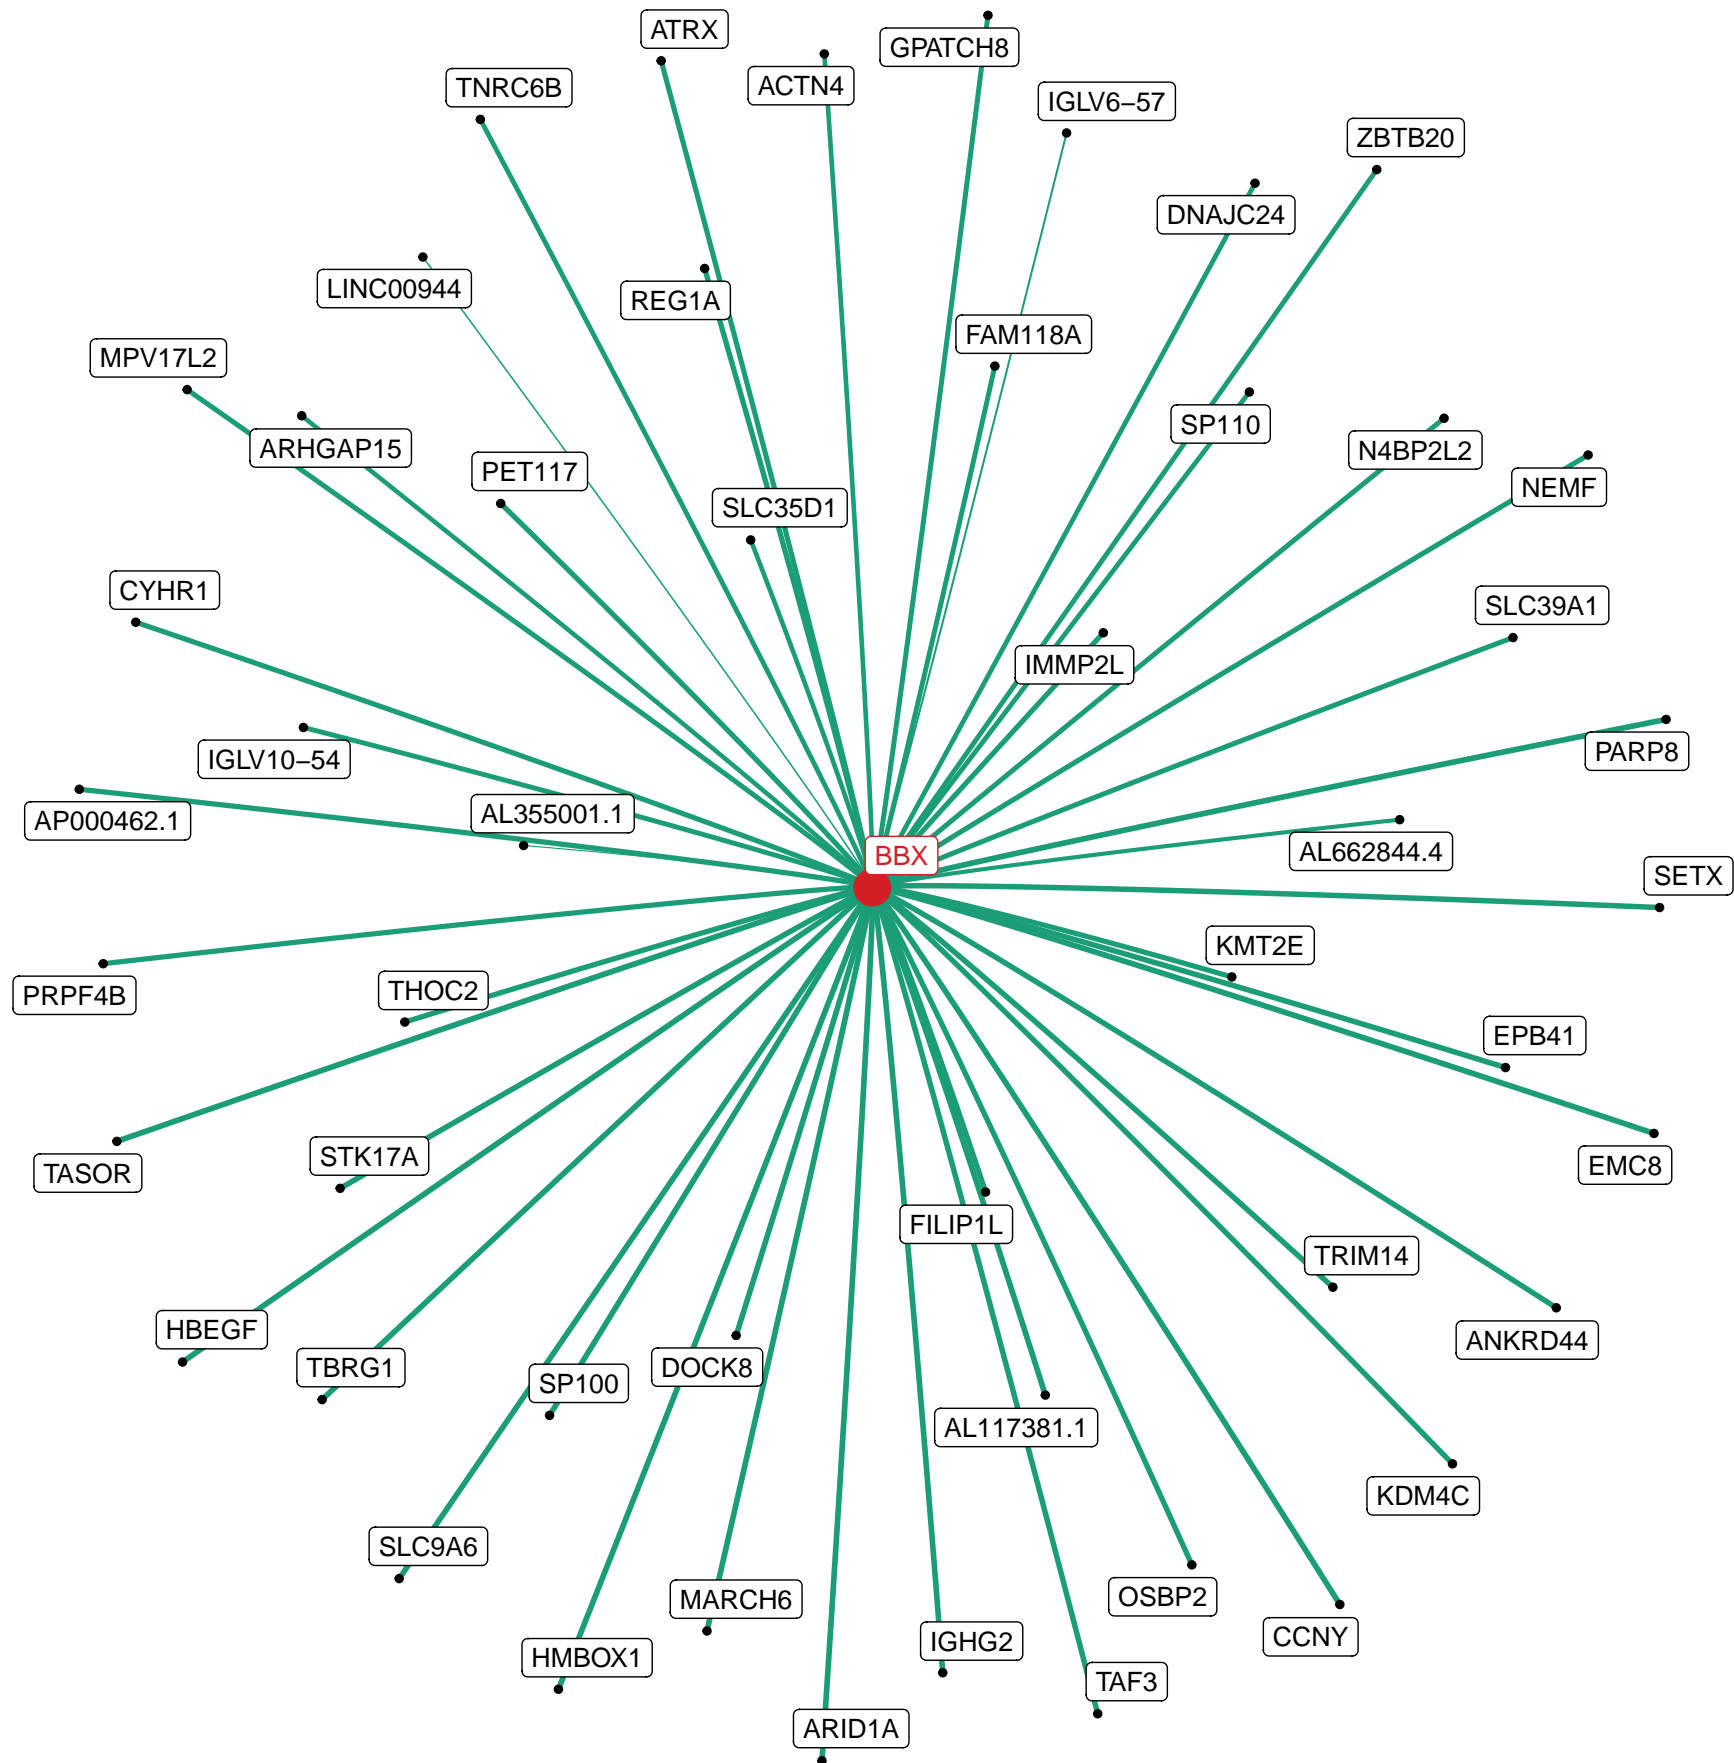 ATRX
GPATCH8
TNRC6B
ACTN4
IGLV6−57
ZBTB20
DNAJC24
LINC00944
REG1A
FAM118A
MPV17L2
SP110
ARHGAP15
N4BP2L2
PET117
NEMF
SLC35D1
CYHR1
SLC39A1
IMMP2L
PARP8
IGLV10−54
AL355001.1
AP000462.1
AL662844.4
BBX
SETX
KMT2E
THOC2
PRPF4B
EPB41
STK17A
EMC8
TASOR
FILIP1L
TRIM14
HBEGF
ANKRD44
TBRG1
DOCK8
SP100
AL117381.1
KDM4C
SLC9A6
OSBP2
MARCH6
CCNY
IGHG2
HMBOX1
TAF3
ARID1A